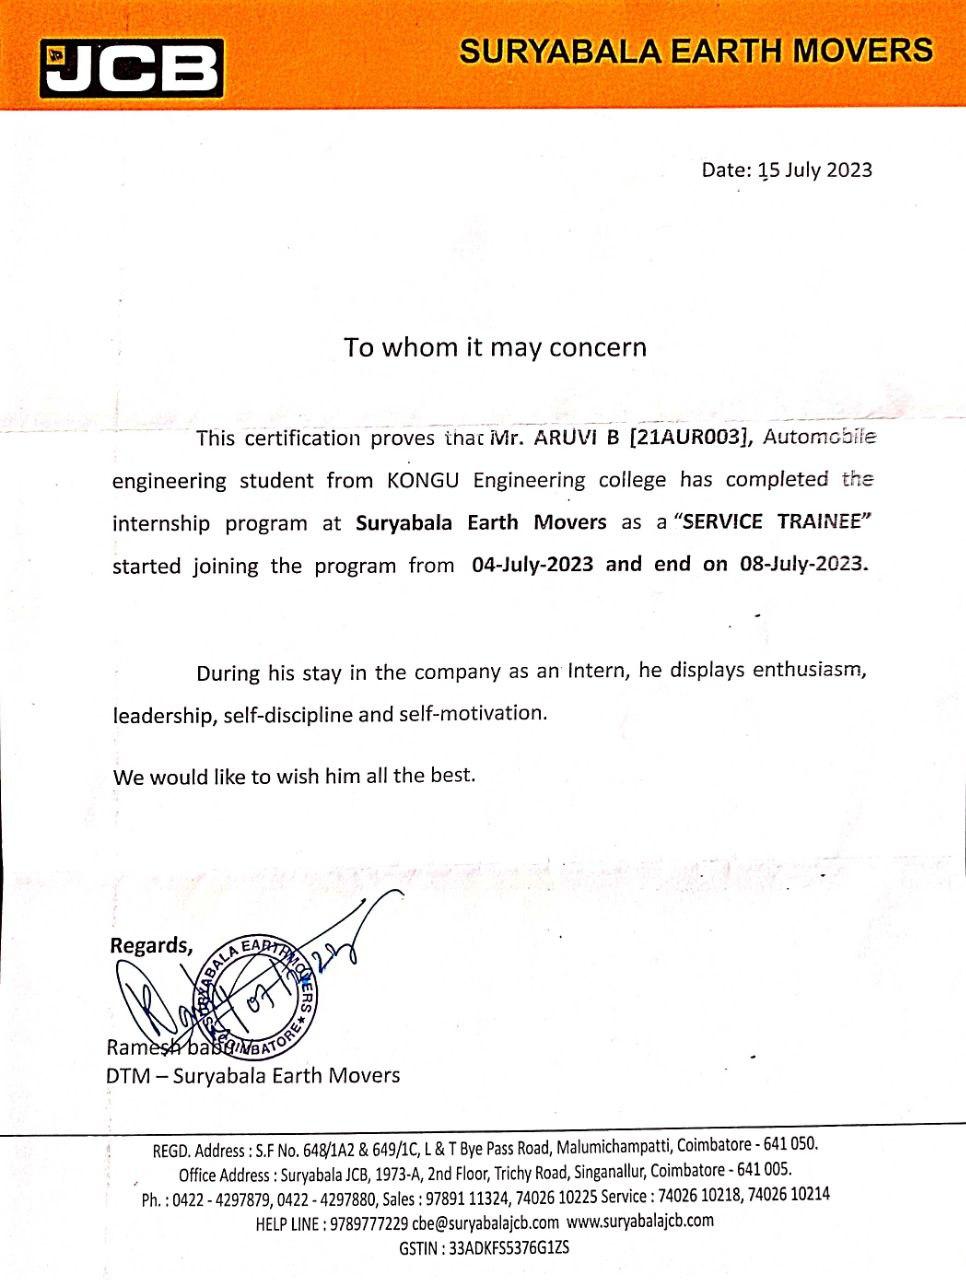 JCB
SURYABALA EARTH MOVERS
Date: 15 July 2023
To whom it may concern
This certification proves that Mr. ARUVI B [21AUR003], Automobile
engineering student from KONGU Engineering college has completed the
internship program at Suryabala Earth Movers as a “SERVICE TRAINEE”
started joining the program from 04-July-2023 and end on 08-July-2023.
During his stay in the company as an Intern, he displays enthusiasm,
leadership, self-discipline and self-motivation.
We would like to wish him all the best.
Regards,
SURYABALA EARTHMOVERS
★ COIMBATORE ★
Ramesh babu
DTM – Suryabala Earth Movers
REGD. Address : S.F No. 648/1A2 & 649/1C, L & T Bye Pass Road, Malumichampatti, Coimbatore - 641 050.
Office Address : Suryabala JCB, 1973-A, 2nd Floor, Trichy Road, Singanallur, Coimbatore - 641 005.
Ph. : 0422 - 4297879, 0422 - 4297880, Sales : 97891 11324, 74026 10225 Service : 74026 10218, 74026 10214
HELP LINE : 9789777229 cbe@suryabalajcb.com www.suryabalajcb.com
GSTIN : 33ADKFS5376G1ZS